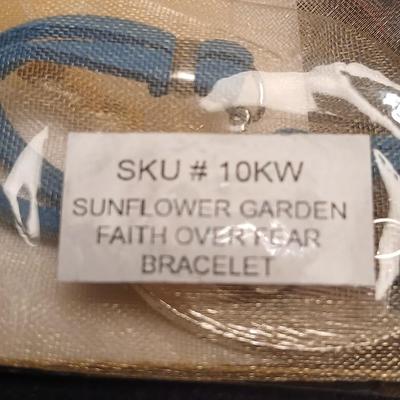 SKU # 10KW
SUNFLOWER GARDEN
FAITH OVER FEAR
BRACELET